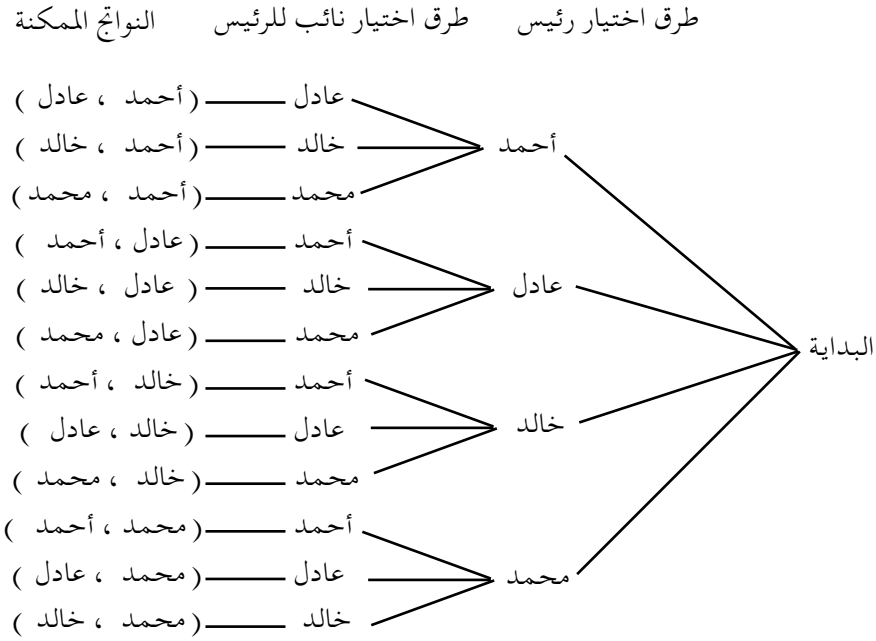 طرق اختيار رئيس طرق اختيار نائب للرئيس النواتج الممكنة
عادل (أحمد ، عادل )
أحمد خالد (أحمد ، خالد )
محمد (أحمد ، محمد)
أحمد (عادل ، أحمد )
عادل خالد ( عادل ، خالد )
محمد (عادل ، محمد )
البداية
أحمد (خالد ، أحمد )
خالد عادل (خالد ، عادل )
محمد (خالد ، محمد )
أحمد (محمد ، أحمد )
محمد عادل (محمد ، عادل )
خالد (محمد ، خالد )